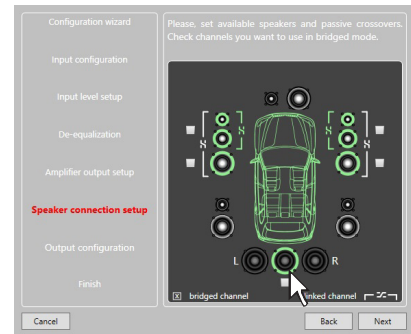 Configuration wizard
Input configuration
Input level setup
De-equalization
Amplifier output setup
Speaker connection setup
Output configuration
Finish
Please, set available speakers and passive crossovers.
Check channels you want to use in bridged mode.
L R
X bridged channel inked channel
Cancel Back Next